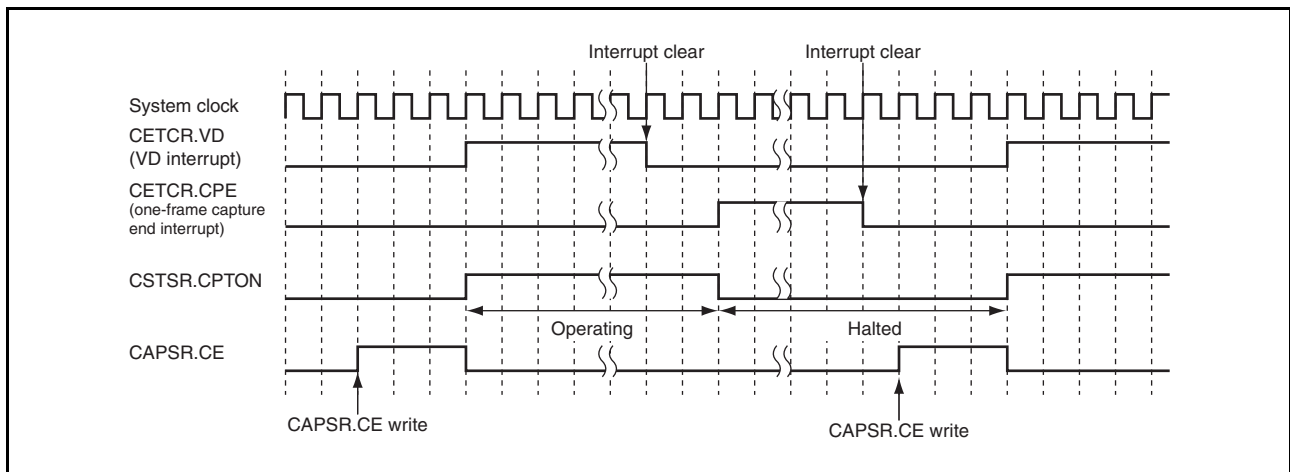 Interrupt clear
Interrupt clear
System clock
CETCR.VD
(VD interrupt)
CETCR.CPE
(one-frame capture
end interrupt)
CSTSR.CPTON
Operating
Halted
CAPSR.CE
CAPSR.CE write
CAPSR.CE write